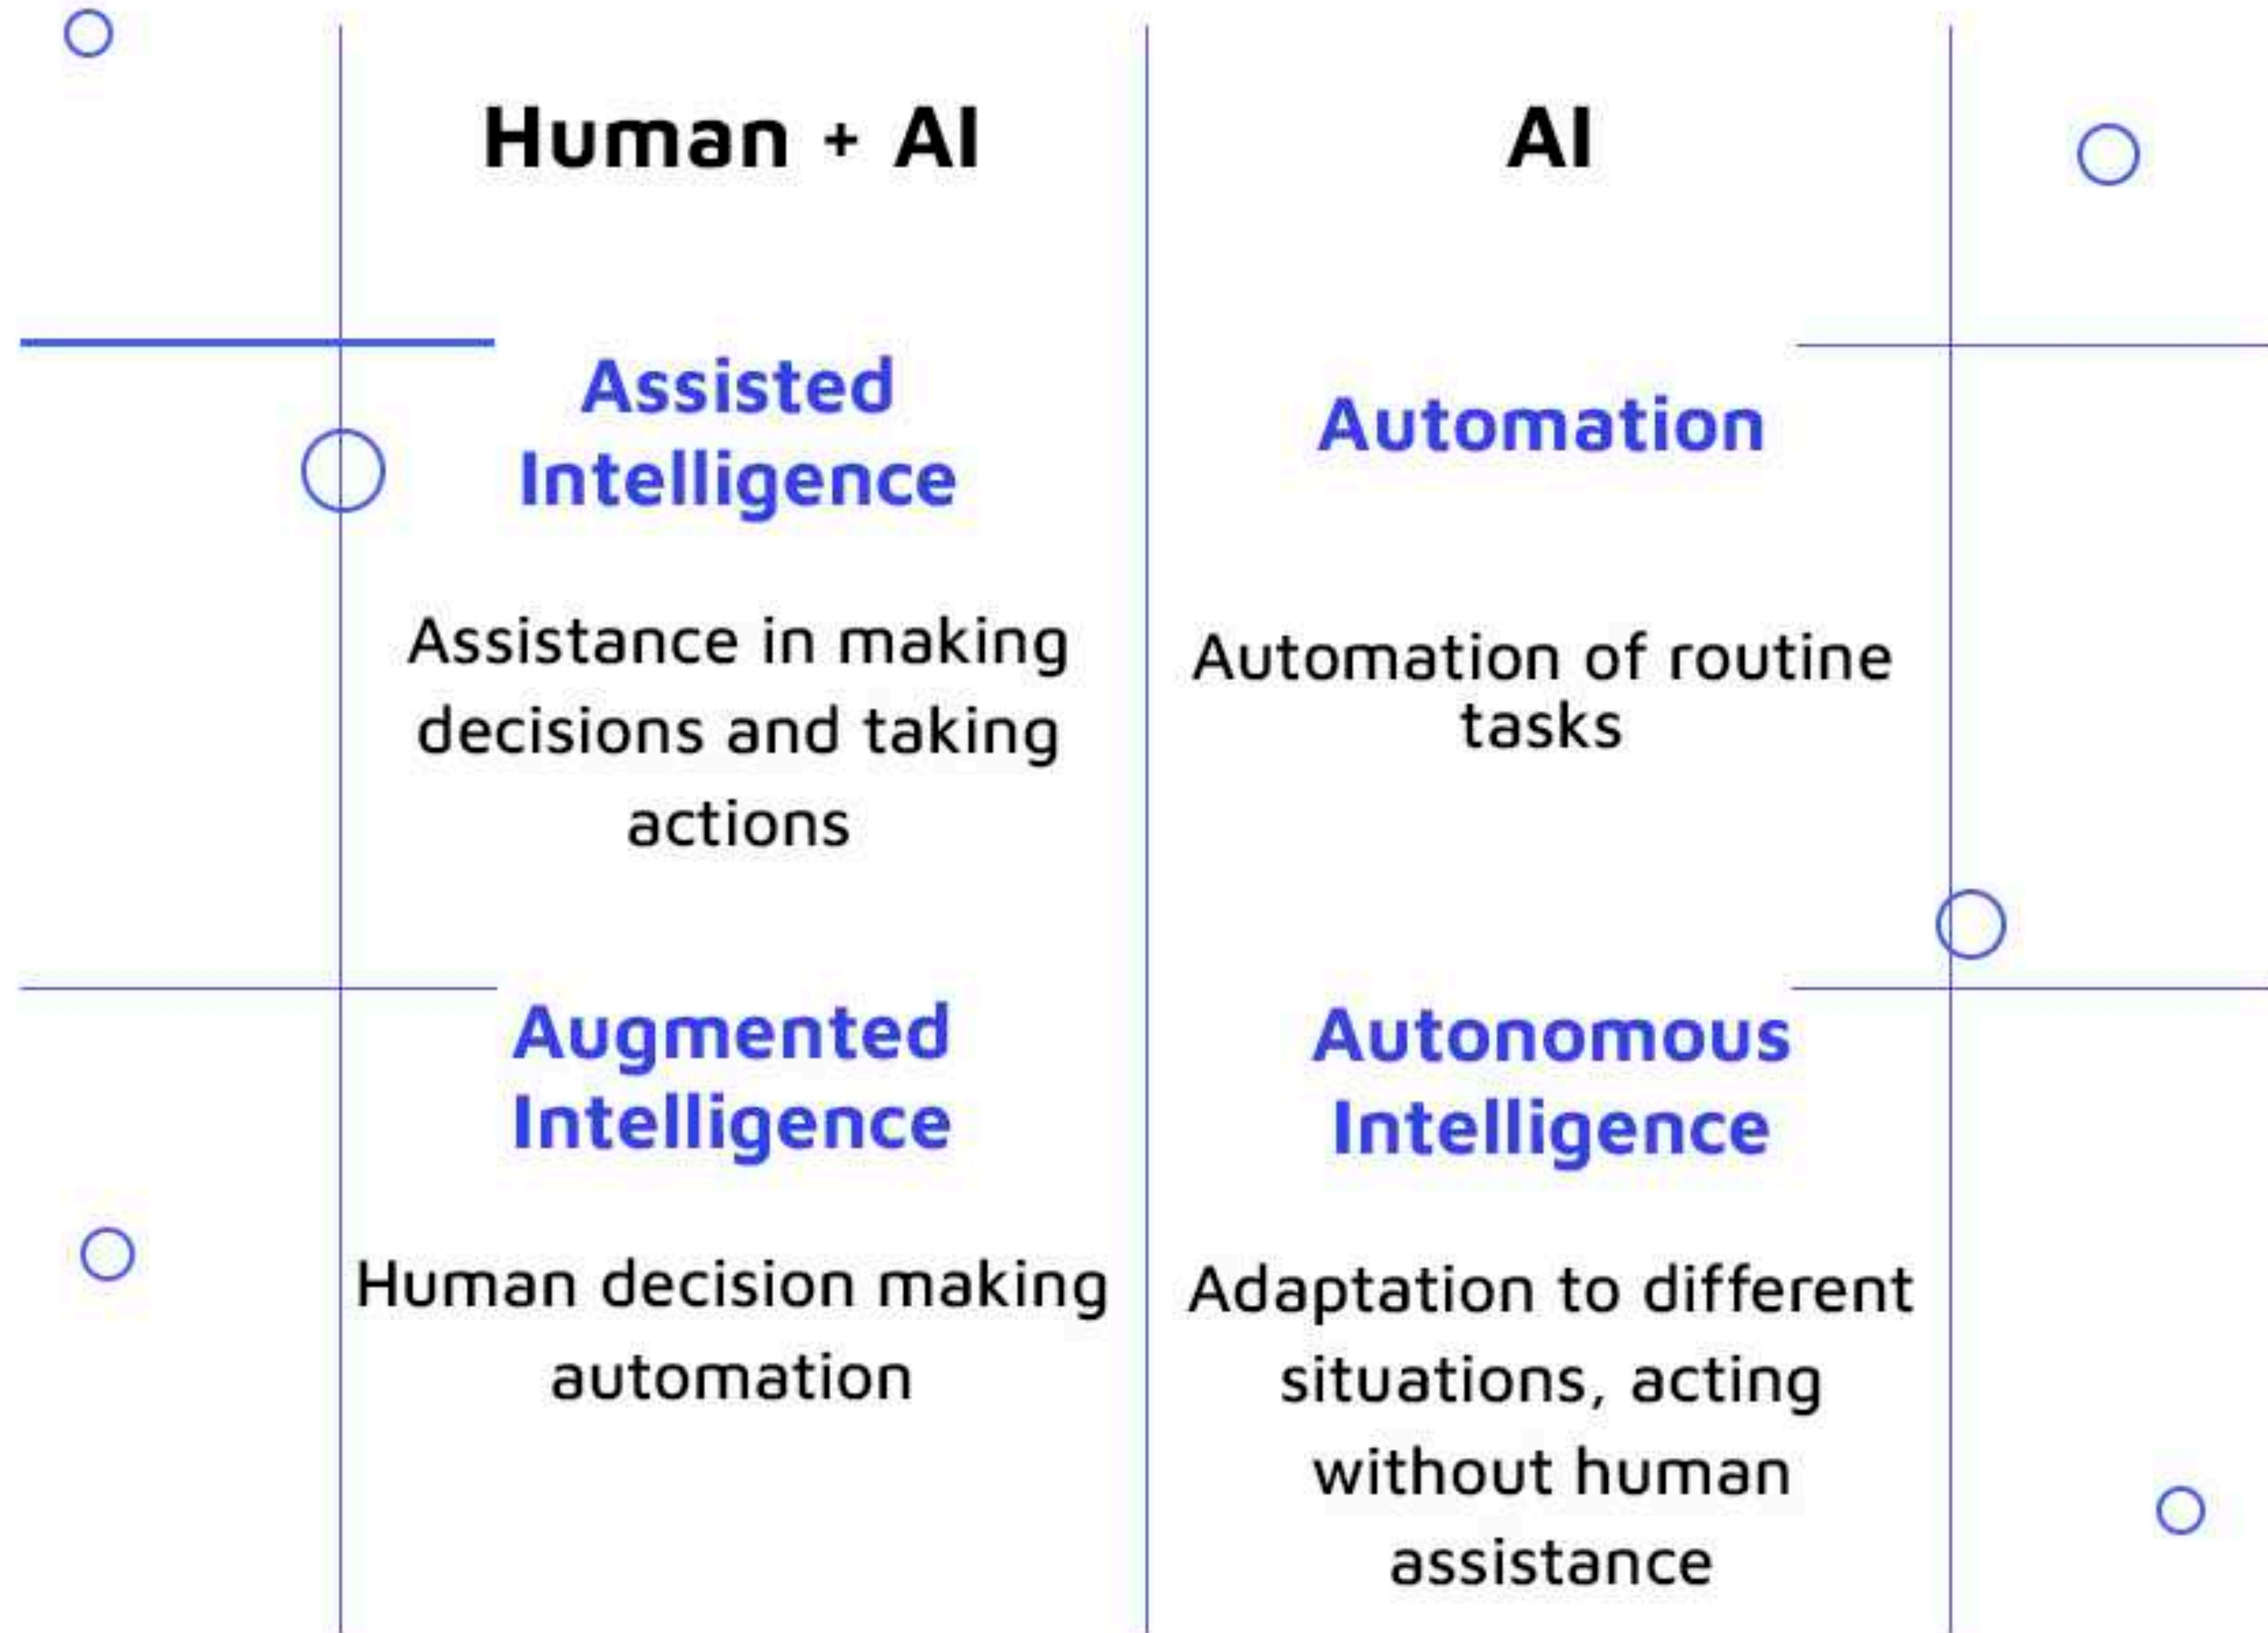 Human + AI
AI
Assisted
Intelligence
Assistance in making
decisions and taking
actions
Automation
Automation of routine
tasks
Augmented
Intelligence
Human decision making
automation
Autonomous
Intelligence
Adaptation to different
situations, acting
without human
assistance